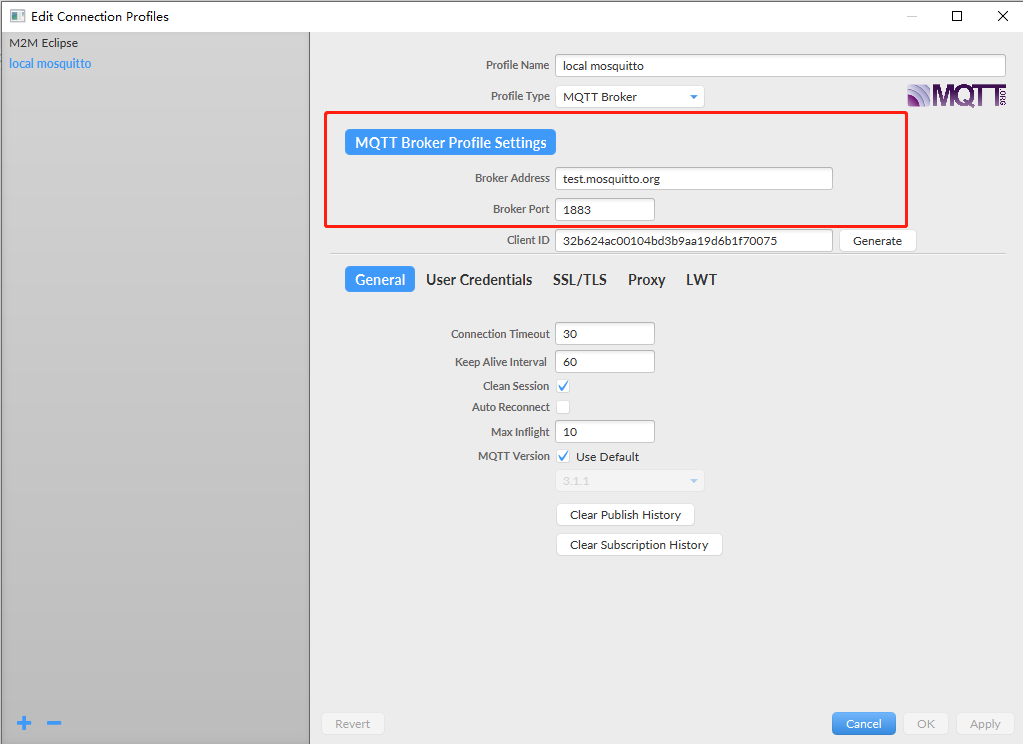 Edit Connection Profiles
M2M Eclipse
local mosquitto
Profile Name local mosquitto
Profile Type MQTT Broker
MQTT.ORG
MQTT Broker Profile Settings
Broker Address test.mosquitto.org
Broker Port 1883
Client ID 32b624ac00104bd3b9aa19d6b1f70075 Generate
General User Credentials SSL/TLS Proxy LWT
Connection Timeout 30
Keep Alive Interval 60
Clean Session
Auto Reconnect
Max Inflight 10
MQTT Version Use Default
3.1.1
Clear Publish History
Clear Subscription History
Revert Cancel OK Apply